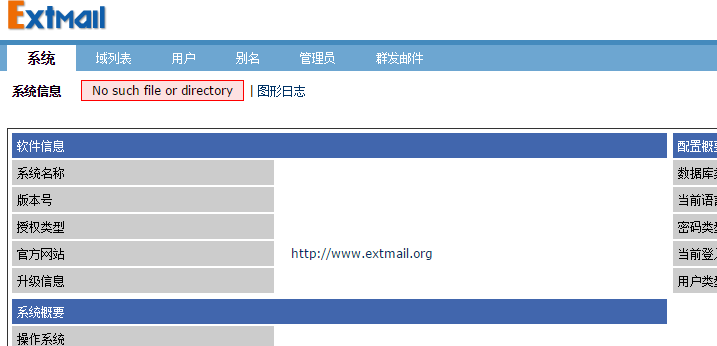 Extmail
系统 域列表 用户 别名 管理员 群发邮件
系统信息 No such file or directory | 图形日志
软件信息 配置概要
系统名称 数据库
版本号 当前语
授权类型 密码类
官方网站 http://www.extmail.org 当前登
升级信息 用户类
系统概要
操作系统